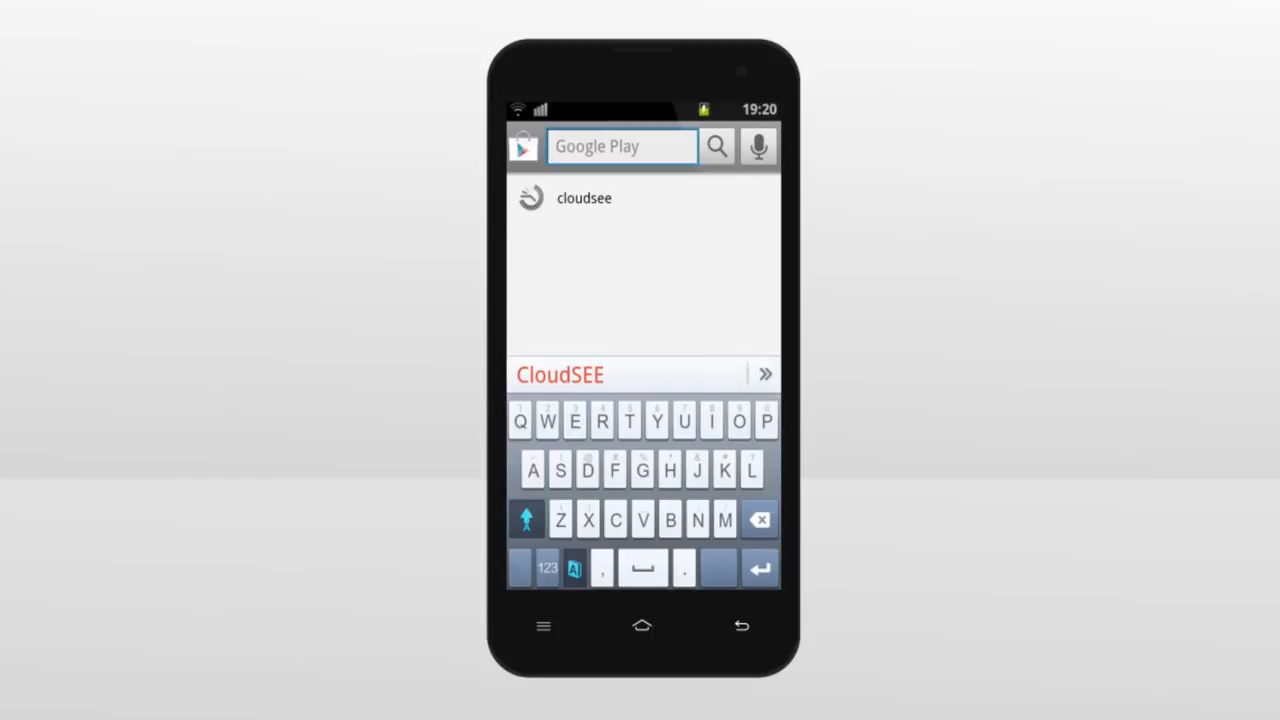 19:20
Google Play
cloudsee
CloudSEE
Q W E R T Y U I O P
A S D F G H J K L
Z X C V B N M
123 , .